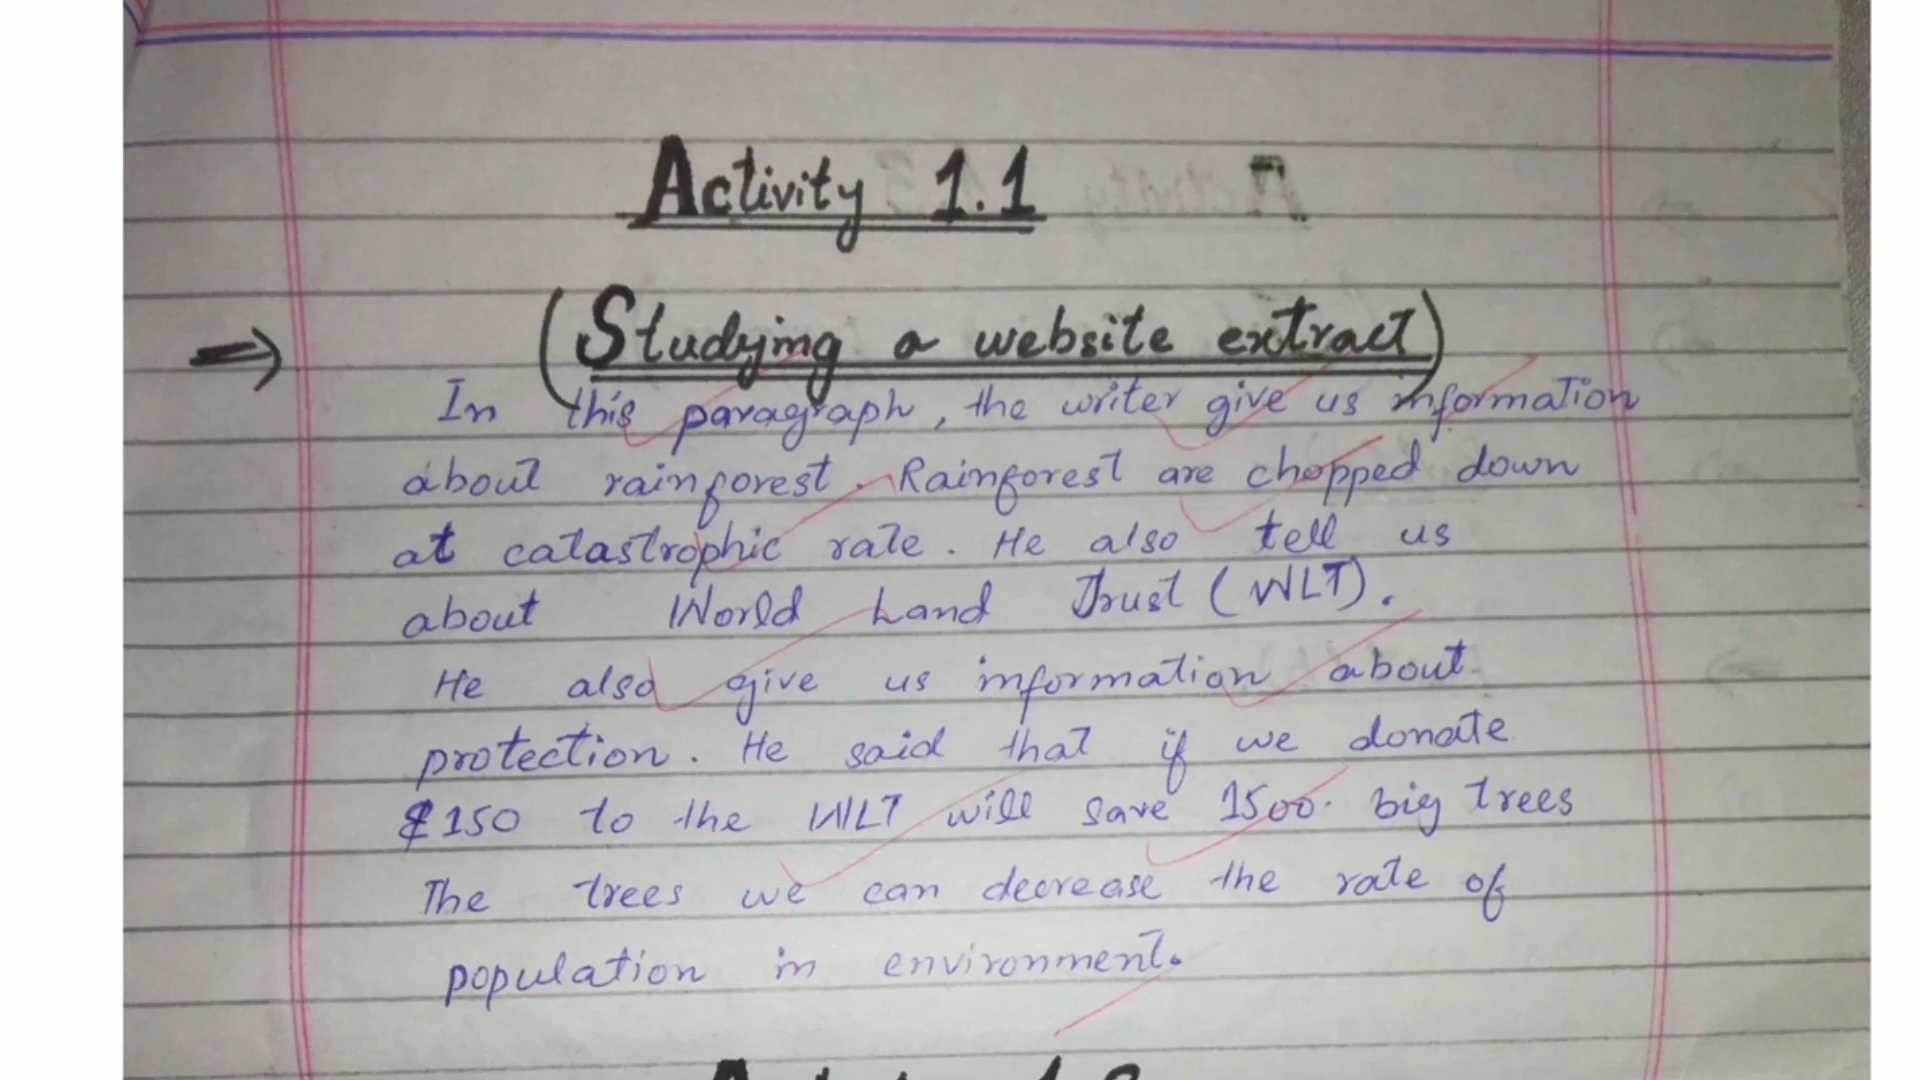 Activity 1.1
(Studying a website extract)
In this paragraph, the writer give us information
about rainforest. Rainforest are chopped down
at catastrophic rate. He also tell us
about World Land Trust (WLT).
He also give us information about
protection. He said that if we donate
£150 to the WLT will save 1500. big trees
The trees we can decrease the rate of
population in environment.